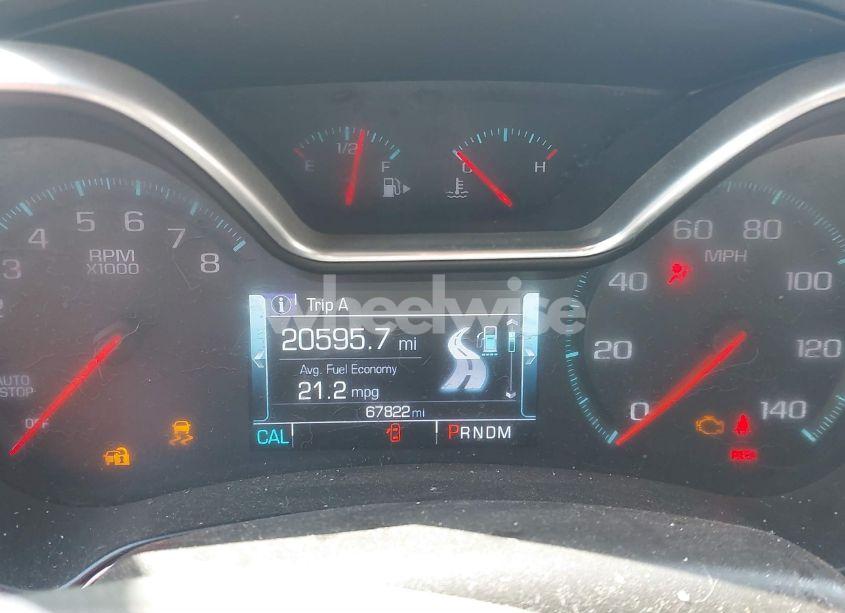 E 1/2 F
C H
3 4 5 6 7 8
RPM
X1000
AUTO
STOP
OFF
i Trip A
20595.7 mi
Avg. Fuel Economy
21.2 mpg
67822 mi
CAL
PRNDM
0 20 40 60 80 100 120 140
MPH
wheelwise